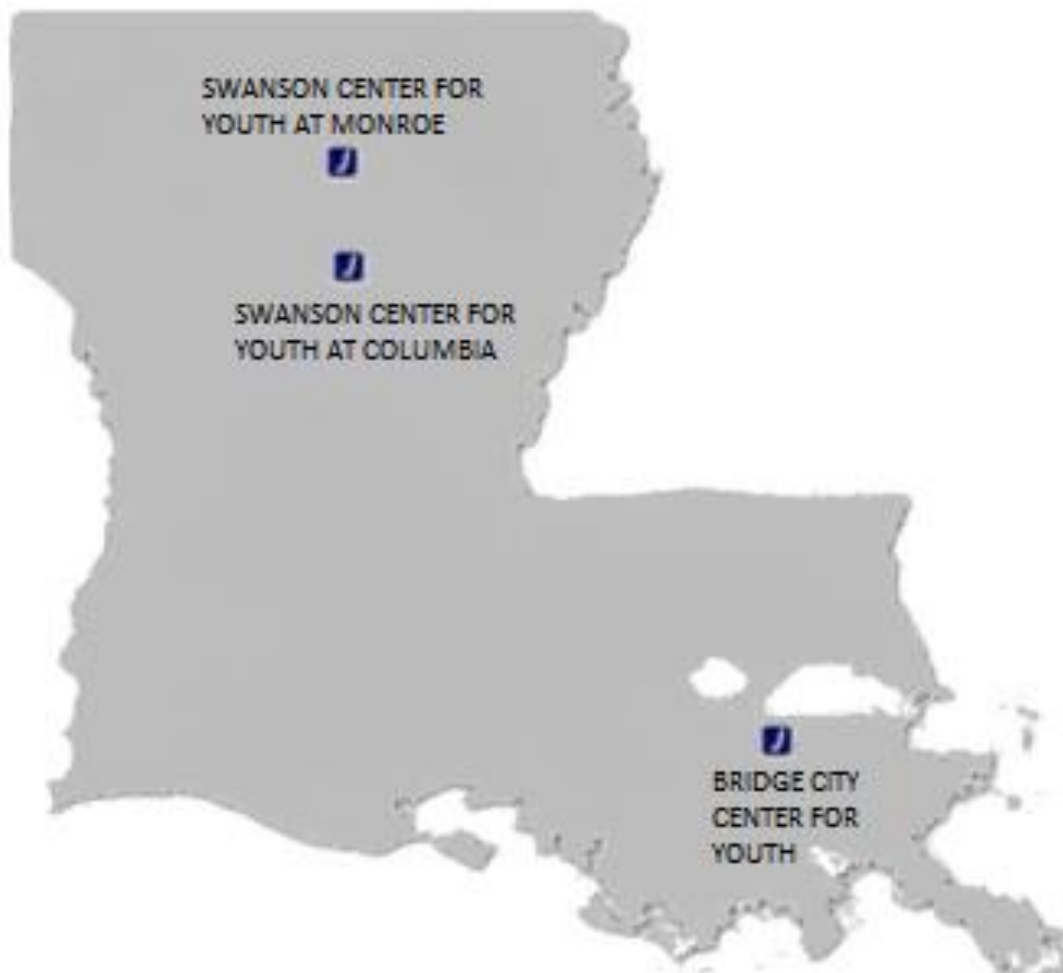 SWANSON CENTER FOR
YOUTH AT MONROE
J
J
SWANSON CENTER FOR
YOUTH AT COLUMBIA
J
BRIDGE CITY
CENTER FOR
YOUTH